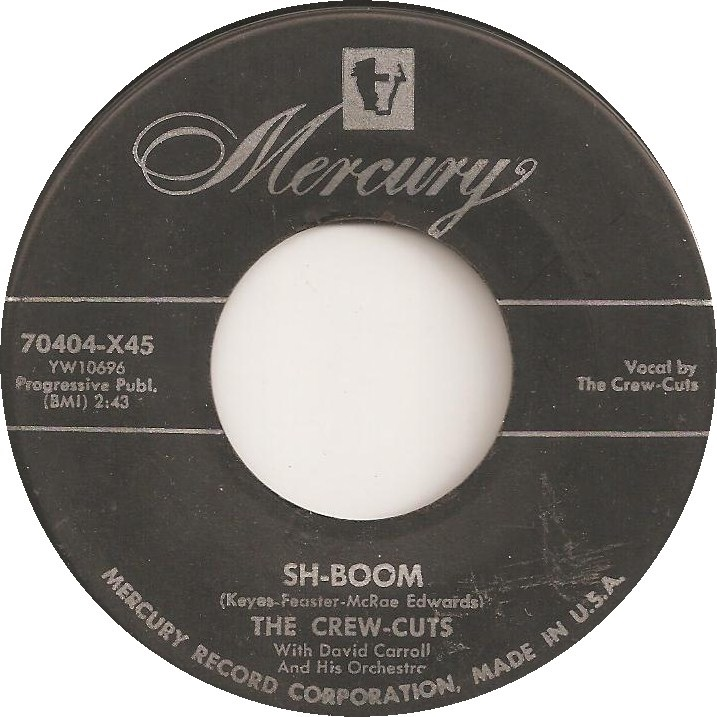 Mercury
70404-X45
YW10696
Progressive Publ.
(BMI) 2:43
Vocal by
The Crew-Cuts
SH-BOOM
(Keyes-Feaster-McRae Edwards)
THE CREW-CUTS
With David Carroll
And His Orchestra
MERCURY RECORD CORPORATION, MADE IN U.S.A.